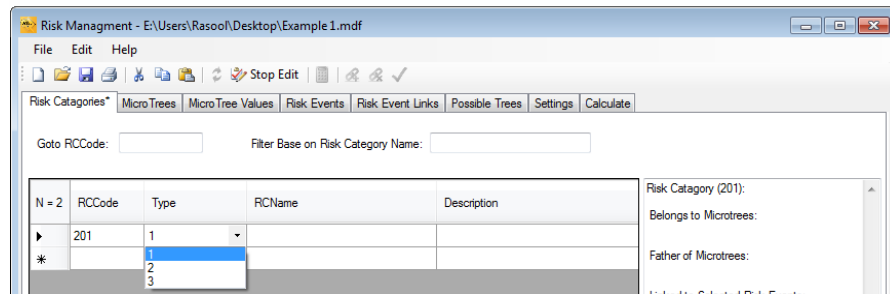 Risk Managment - E:\Users\Rasool\Desktop\Example 1.mdf
File Edit Help
Stop Edit
Risk Catagories* MicroTrees MicroTree Values Risk Events Risk Event Links Possible Trees Settings Calculate
Goto RCCode: Filter Base on Risk Category Name:
N = 2 RCCode Type RCName Description
201 1
1
2
3
Risk Catagory (201):
Belongs to Microtrees:
Father of Microtrees: